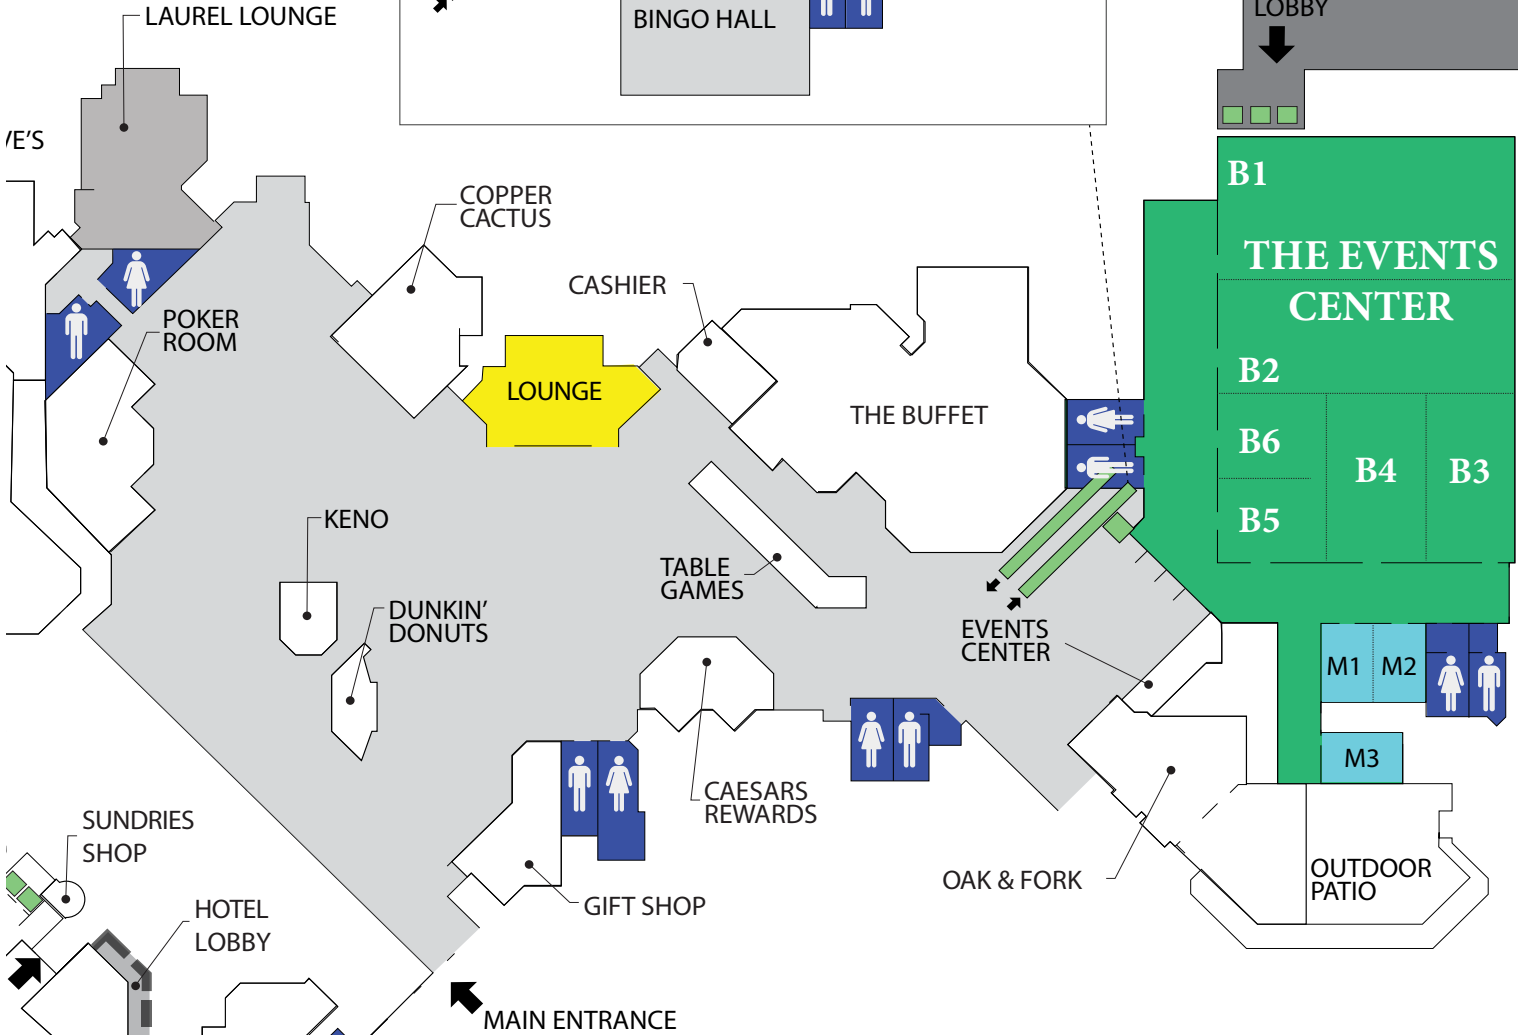 LAUREL LOUNGE
BINGO HALL
LOBBY
VE'S
B1
COPPER
CACTUS
THE EVENTS
CENTER
CASHIER
POKER
ROOM
B2
LOUNGE
THE BUFFET
B6
B4
B3
KENO
B5
TABLE
GAMES
DUNKIN'
DONUTS
EVENTS
CENTER
M1
M2
M3
CAESARS
REWARDS
SUNDRIES
SHOP
OAK & FORK
OUTDOOR
PATIO
GIFT SHOP
HOTEL
LOBBY
MAIN ENTRANCE